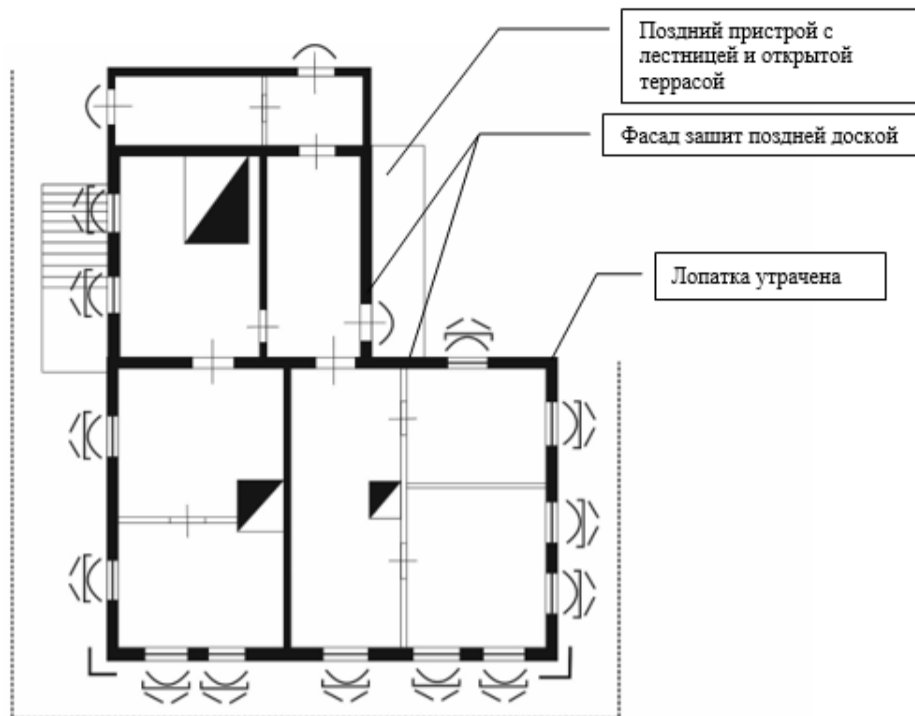 Поздний пристрой с
лестницей и открытой
террасой
Фасад зашит поздней доской
Лопатка утрачена